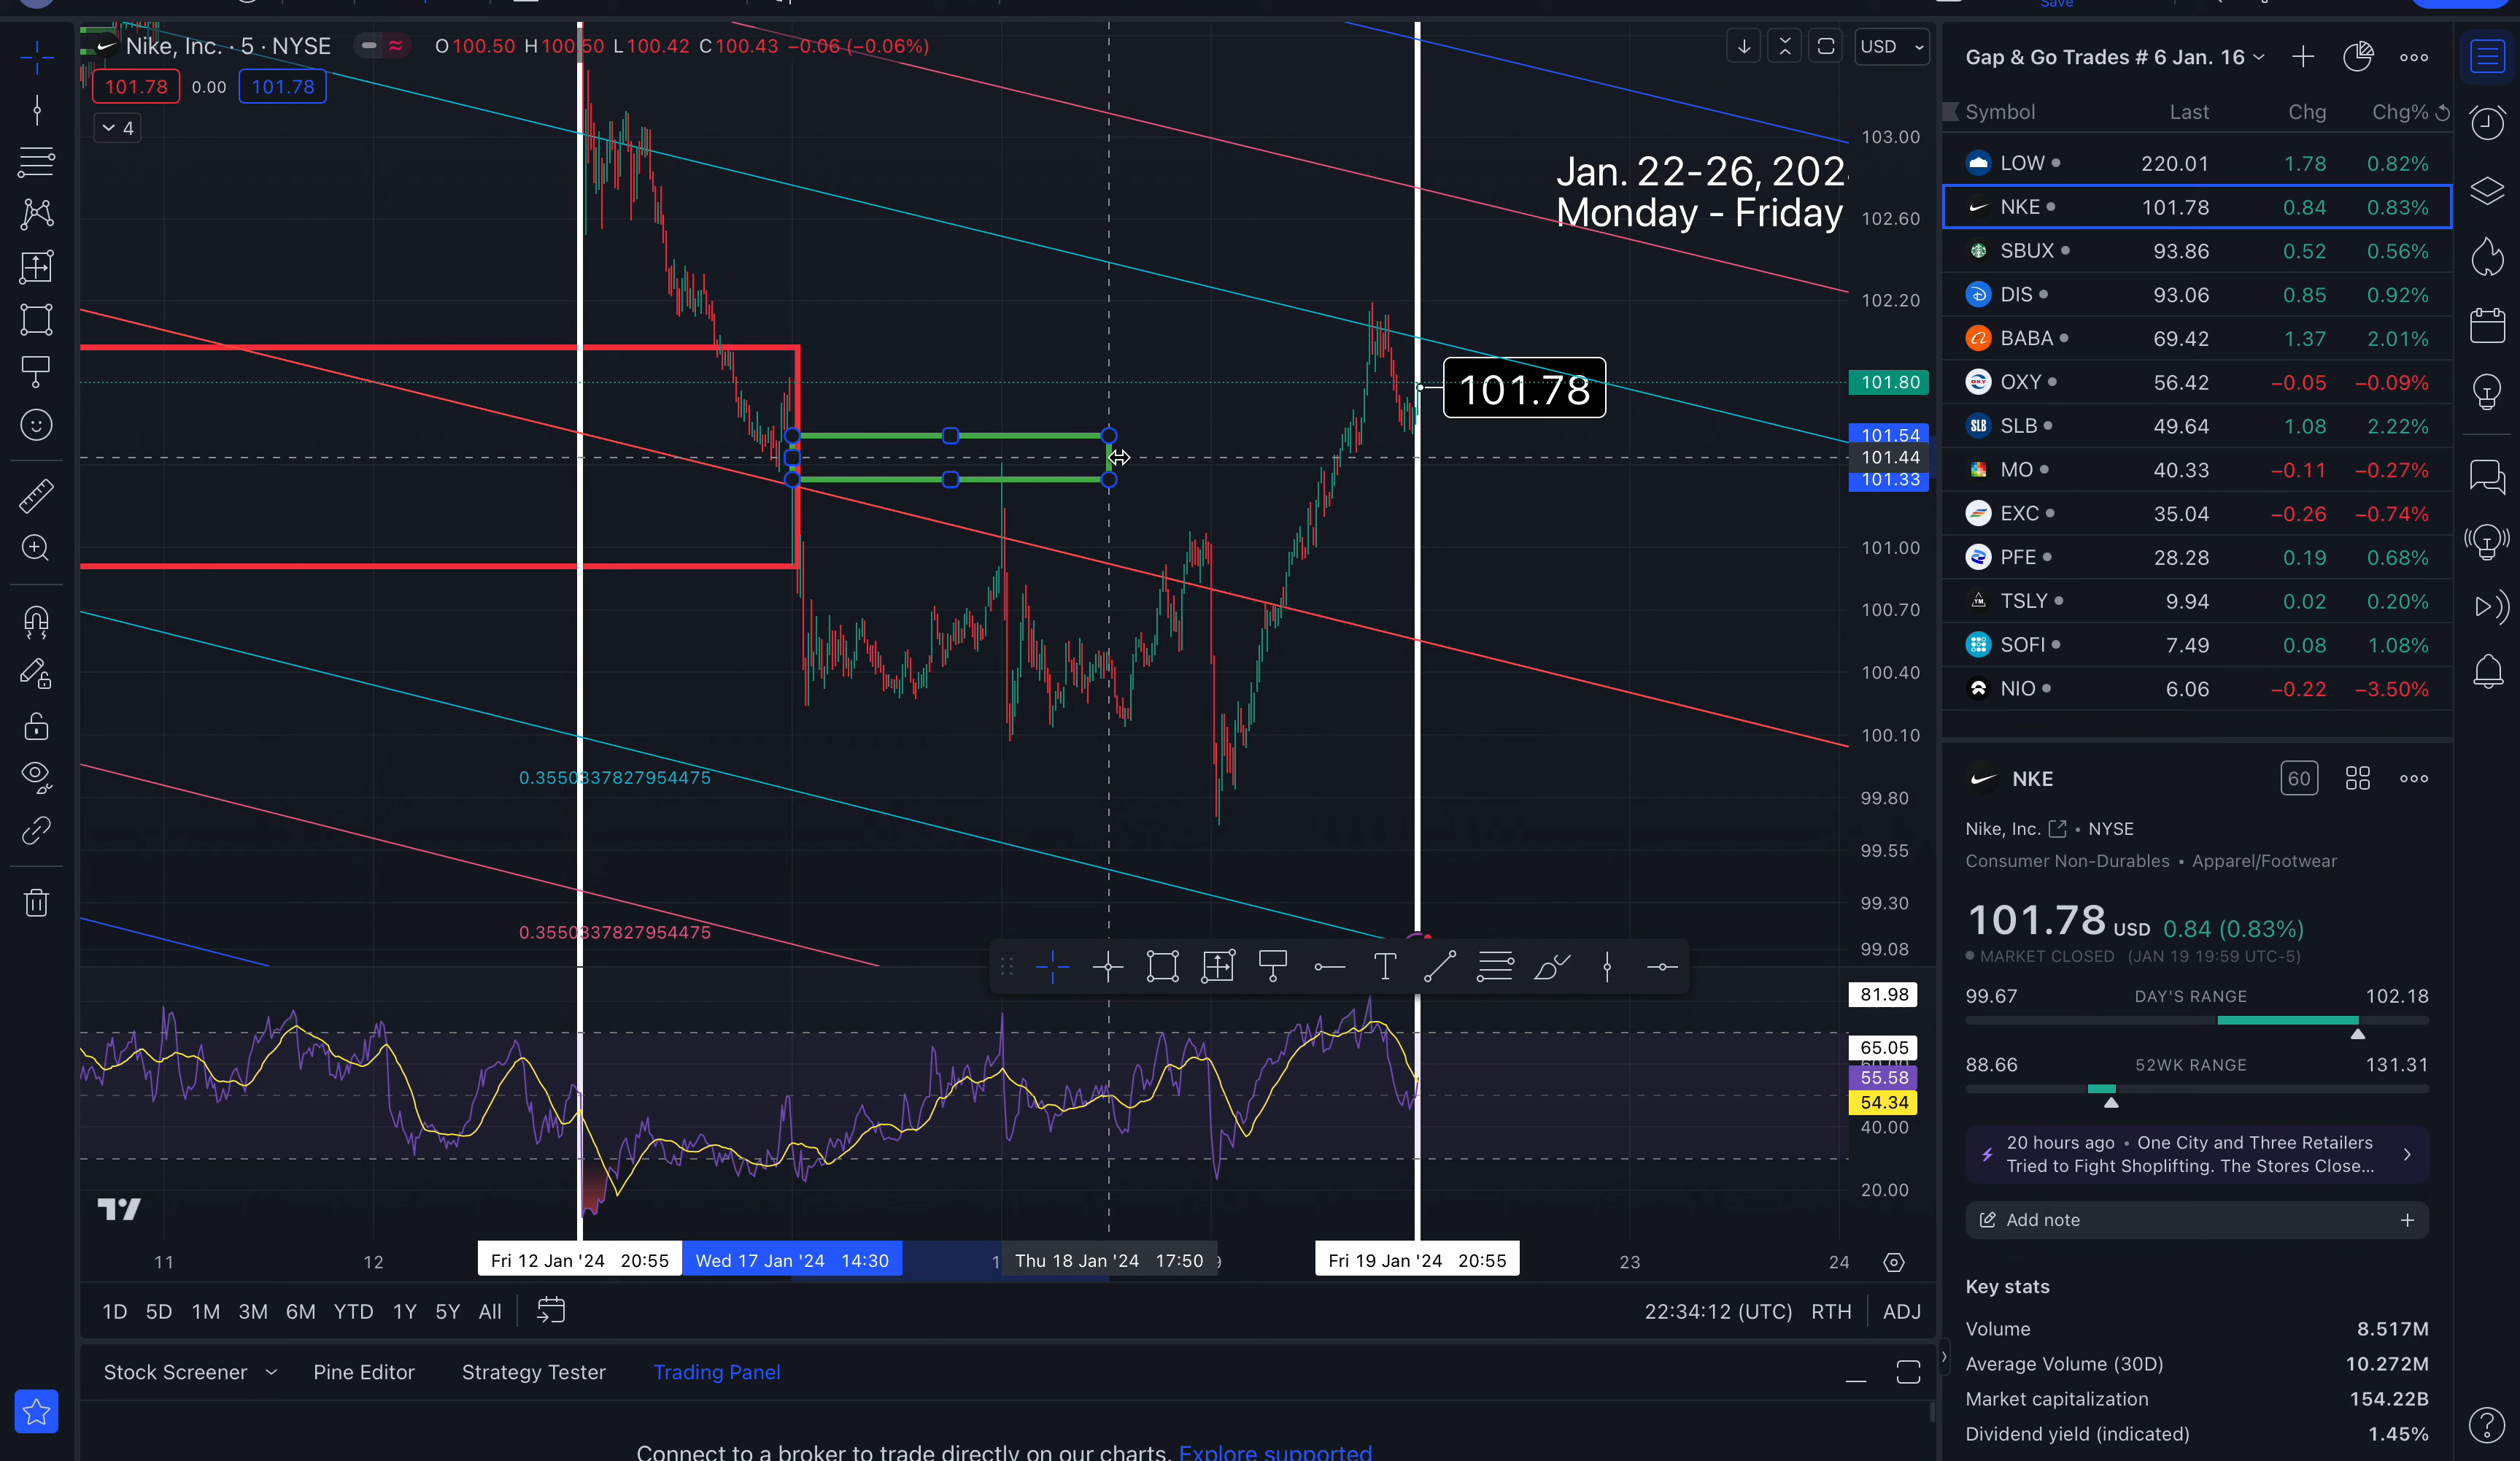 Save
Nike, Inc. · 5 · NYSE O100.50 H100.50 L100.42 C100.43 −0.06 (−0.06%)
101.78 0.00 101.78
4
USD
Jan. 22-26, 202
Monday - Friday
101.78
103.00
102.60
102.20
101.80
101.54
101.44
101.33
101.00
100.70
100.40
100.10
99.80
99.55
99.30
99.08
0.3550337827954475
0.3550337827954475
81.98
65.05
55.58
54.34
40.00
20.00
11 12 Fri 12 Jan '24 20:55 Wed 17 Jan '24 14:30 Thu 18 Jan '24 17:50 Fri 19 Jan '24 20:55 23 24
1D 5D 1M 3M 6M YTD 1Y 5Y All 22:34:12 (UTC) RTH ADJ
Stock Screener Pine Editor Strategy Tester Trading Panel
Connect to a broker to trade directly on our charts. Explore supported
Gap & Go Trades # 6 Jan. 16
Symbol Last Chg Chg%
LOW 220.01 1.78 0.82%
NKE 101.78 0.84 0.83%
SBUX 93.86 0.52 0.56%
DIS 93.06 0.85 0.92%
BABA 69.42 1.37 2.01%
OXY 56.42 −0.05 −0.09%
SLB 49.64 1.08 2.22%
MO 40.33 −0.11 −0.27%
EXC 35.04 −0.26 −0.74%
PFE 28.28 0.19 0.68%
TSLY 9.94 0.02 0.20%
SOFI 7.49 0.08 1.08%
NIO 6.06 −0.22 −3.50%
NKE 60
Nike, Inc. • NYSE
Consumer Non-Durables • Apparel/Footwear
101.78 USD 0.84 (0.83%)
MARKET CLOSED (JAN 19 19:59 UTC-5)
99.67 DAY'S RANGE 102.18
88.66 52WK RANGE 131.31
20 hours ago • One City and Three Retailers
Tried to Fight Shoplifting. The Stores Close...
Add note
Key stats
Volume 8.517M
Average Volume (30D) 10.272M
Market capitalization 154.22B
Dividend yield (indicated) 1.45%